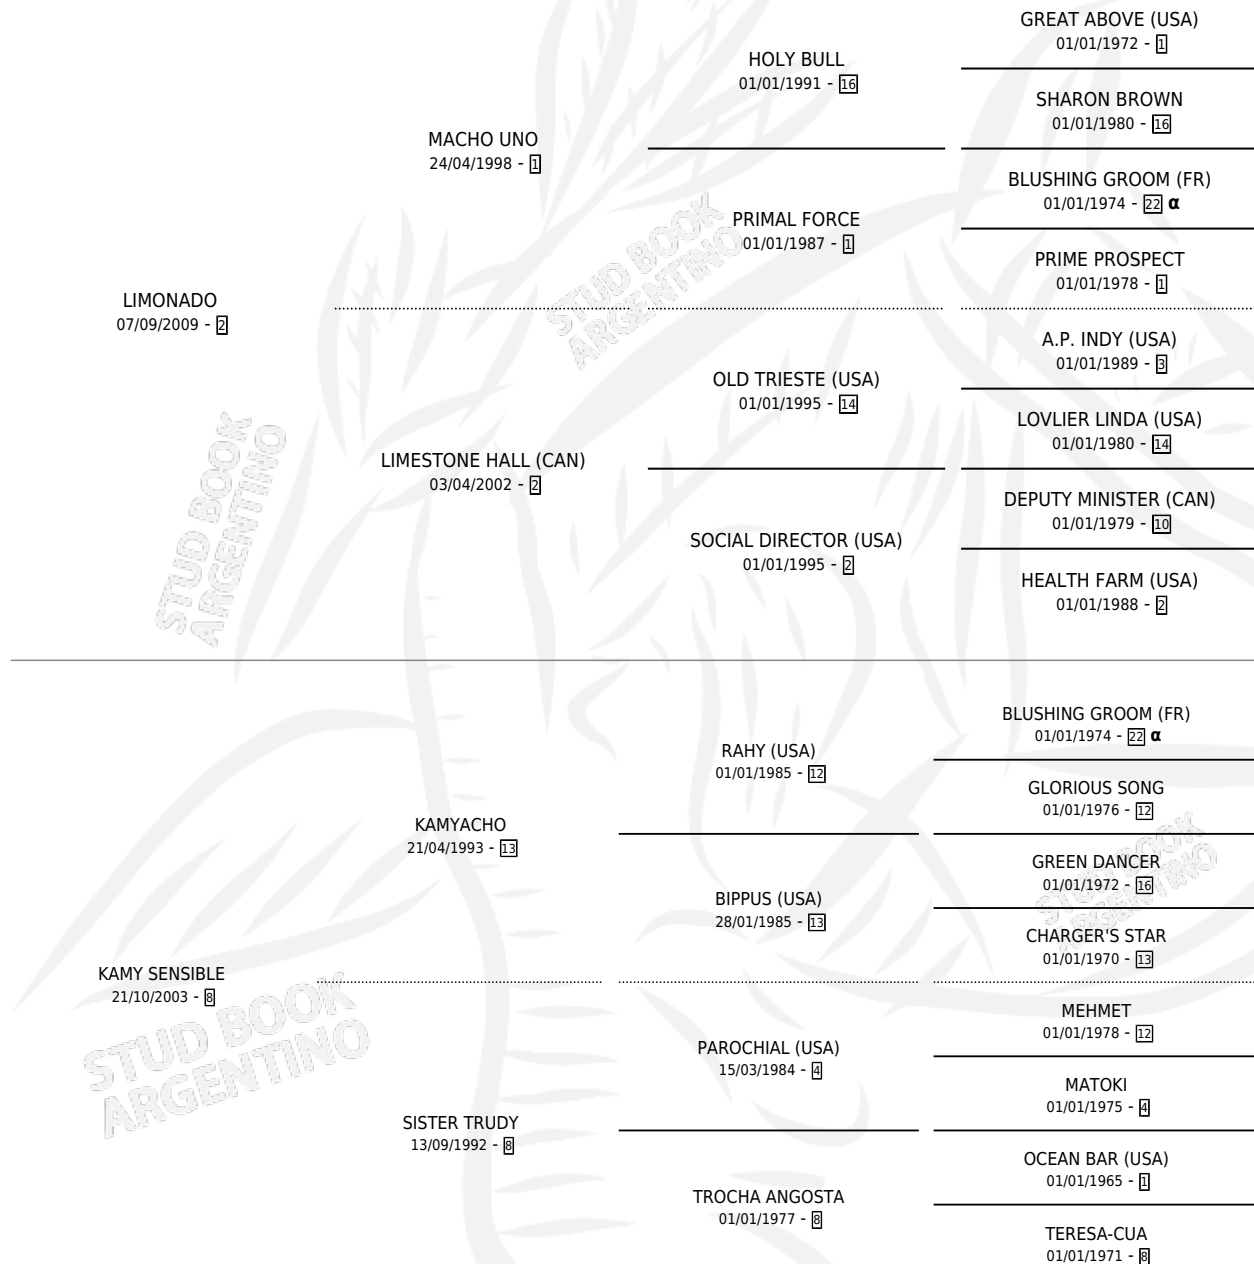 GREAT ABOVE (USA)
01/01/1972 - 1
HOLY BULL
01/01/1991 - 16
SHARON BROWN
01/01/1980 - 16
MACHO UNO
24/04/1998 - 1
BLUSHING GROOM (FR)
01/01/1974 - 22 α
PRIMAL FORCE
01/01/1987 - 1
PRIME PROSPECT
01/01/1978 - 1
LIMONADO
07/09/2009 - 2
A.P. INDY (USA)
01/01/1989 - 3
OLD TRIESTE (USA)
01/01/1995 - 14
LOVLIER LINDA (USA)
01/01/1980 - 14
LIMESTONE HALL (CAN)
03/04/2002 - 2
DEPUTY MINISTER (CAN)
01/01/1979 - 10
SOCIAL DIRECTOR (USA)
01/01/1995 - 2
HEALTH FARM (USA)
01/01/1988 - 2
BLUSHING GROOM (FR)
01/01/1974 - 22 α
RAHY (USA)
01/01/1985 - 12
GLORIOUS SONG
01/01/1976 - 12
KAMYACHO
21/04/1993 - 13
GREEN DANCER
01/01/1972 - 16
BIPPUS (USA)
28/01/1985 - 13
CHARGER'S STAR
01/01/1970 - 13
KAMY SENSIBLE
21/10/2003 - 8
MEHMET
01/01/1978 - 12
PAROCHIAL (USA)
15/03/1984 - 4
MATOKI
01/01/1975 - 4
SISTER TRUDY
13/09/1992 - 8
OCEAN BAR (USA)
01/01/1965 - 1
TROCHA ANGOSTA
01/01/1977 - 8
TERESA-CUA
01/01/1971 - 8
STUD BOOK
ARGENTINO
STUD BOOK
ARGENTINO
STUD BOOK
ARGENTINO
STUD BOOK
ARGENTINO